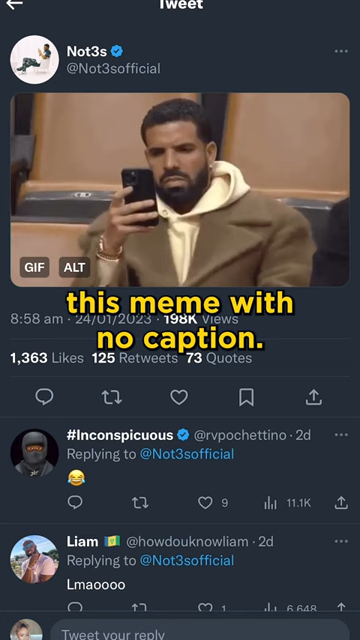 Tweet
Not3s
@Not3sofficial
GIF
ALT
this meme with
no caption.
8:58 am · 24/01/2023 · 198K Views
1,363 Likes 125 Retweets 73 Quotes
#Inconspicuous @rvpochettino · 2d
Replying to @Not3sofficial
😂
9
11.1K
Liam 🇻🇨 @howdouknowliam · 2d
Replying to @Not3sofficial
Lmaoooo
1
6,648
Tweet your reply